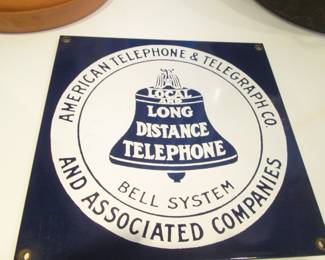 AMERICAN TELEPHONE & TELEGRAPH CO.
LOCAL
AND
LONG
DISTANCE
TELEPHONE
BELL SYSTEM
AND ASSOCIATED COMPANIES